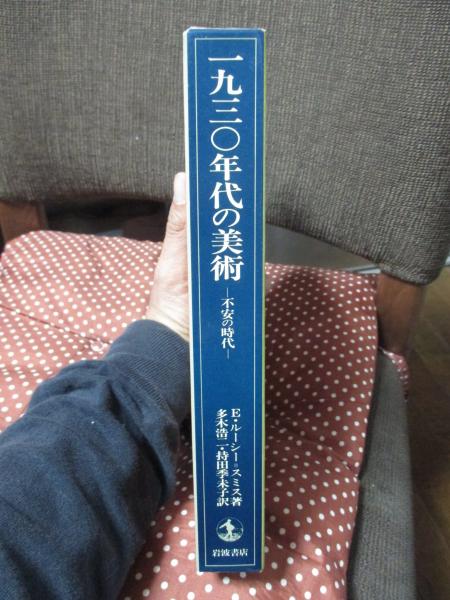 一九三〇年代の美術
―不安の時代―
E・ルーシー=スミス著
多木浩二・持田季未子訳
岩波書店